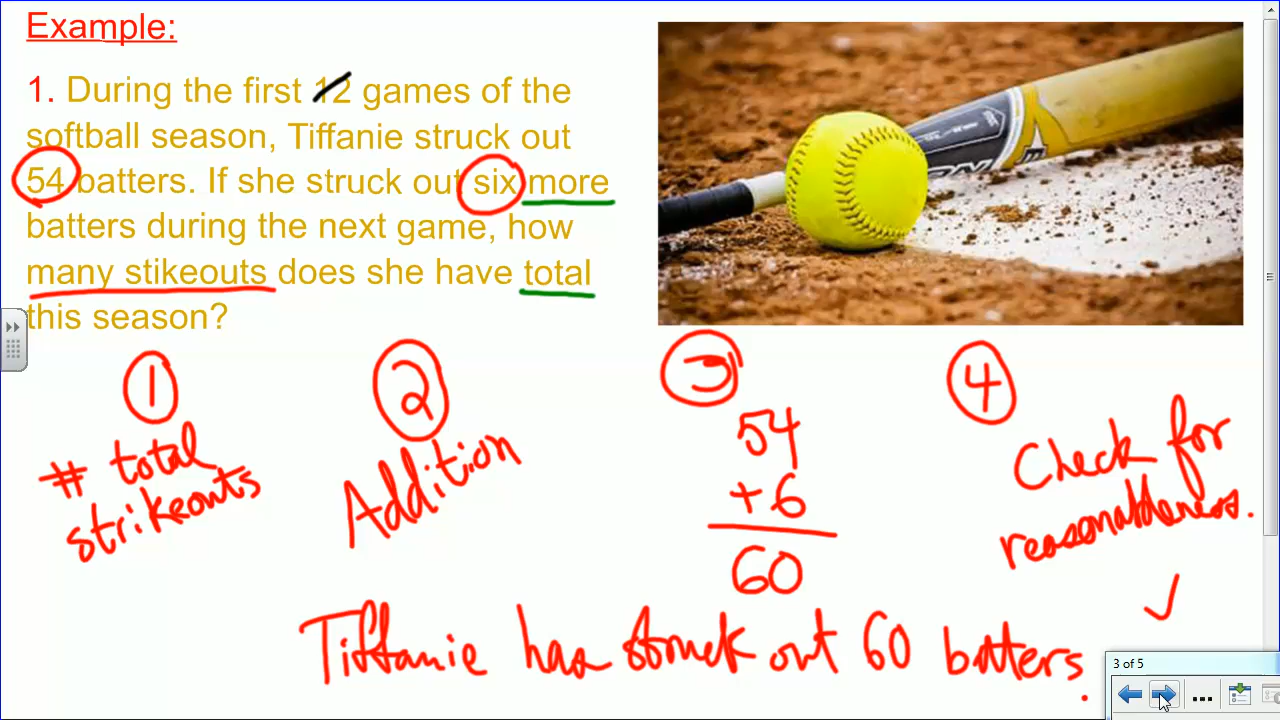 Example:
1. During the first 12 games of the
softball season, Tiffanie struck out
54 batters. If she struck out six more
batters during the next game, how
many stikeouts does she have total
this season?
1
# total
strikeouts
2
Addition
3
54
+6
60
4
Check for
reasonableness.
✓
Tiffanie has struck out 60 batters.
3 of 5